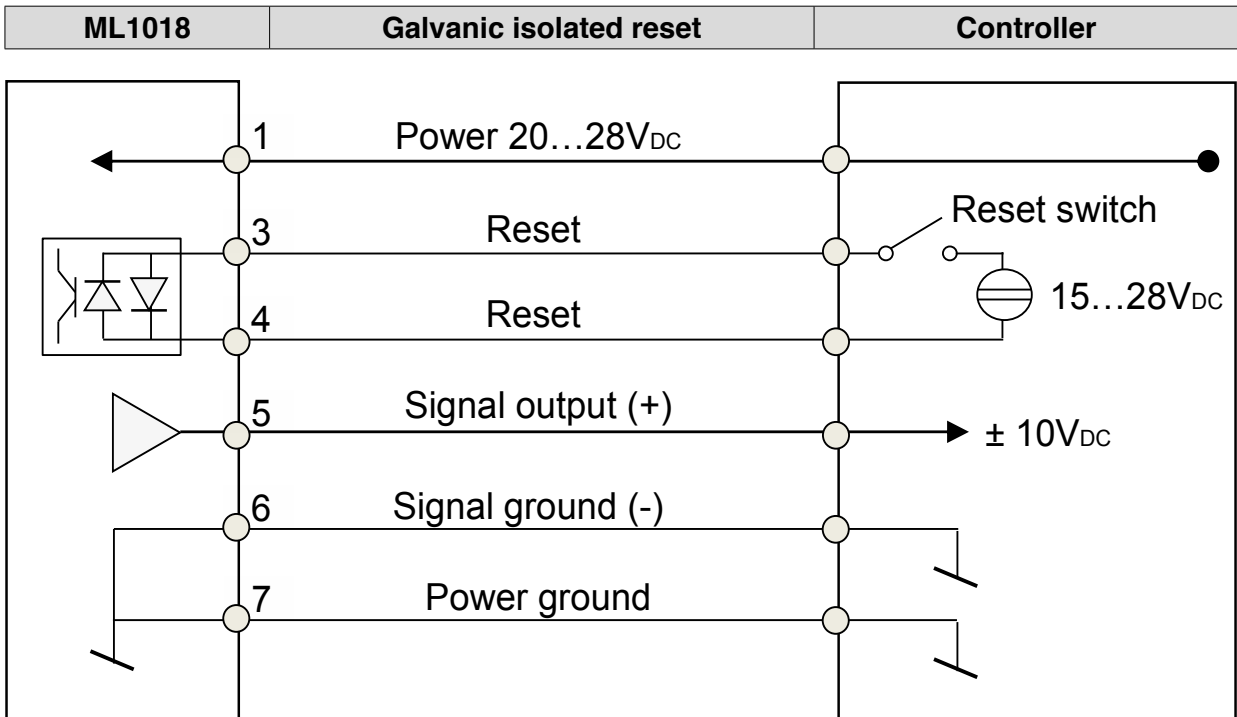 ML1018 Galvanic isolated reset Controller
1 Power 20…28VDC
Reset switch
3 Reset
15…28VDC
4 Reset
5 Signal output (+)
± 10VDC
6 Signal ground (-)
7 Power ground